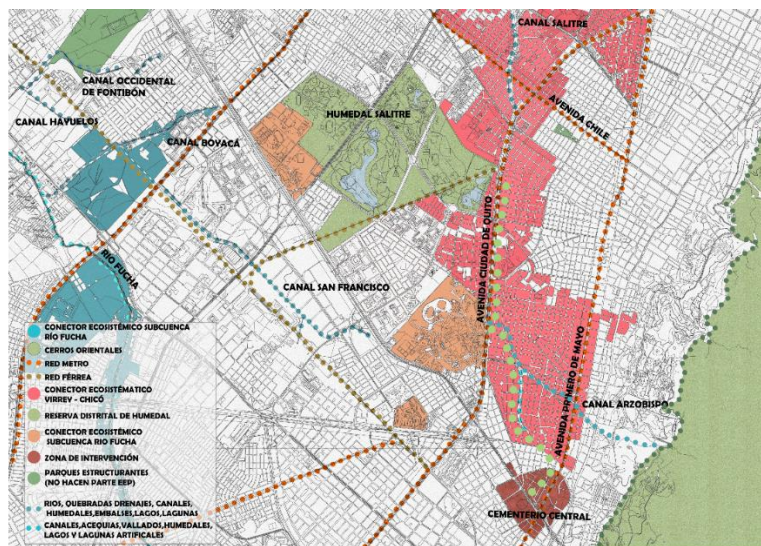 CANAL SALITRE
CANAL OCCIDENTAL
DE FONTIBÓN
AVENIDA CHILE
HUMEDAL SALITRE
CANAL HAYUELOS
CANAL BOYACÁ
AVENIDA CIUDAD DE QUITO
RÍO FUCHA
CANAL SAN FRANCISCO
AVENIDA PRIMERO DE MAYO
CANAL ARZOBISPO
CEMENTERIO CENTRAL
CONECTOR ECOSISTÉMICO SUBCUENCA
RÍO FUCHA
CERROS ORIENTALES
RED METRO
RED FÉRREA
CONECTOR ECOSISTÉMATICO
VIRREY - CHICÓ
RESERVA DISTRITAL DE HUMEDAL
CONECTOR ECOSISTÉMICO
SUBCUENCA RIO FUCHA
ZONA DE INTERVENCIÓN
PARQUES ESTRUCTURANTES
(NO HACEN PARTE EEP)
RIOS, QUEBRADAS DRENAJES, CANALES,
HUMEDALES,EMBALSES,LAGOS,LAGUNAS
CANALES,ACEQUIAS,VALLADOS,HUMEDALES,
LAGOS Y LAGUNAS ARTIFICALES